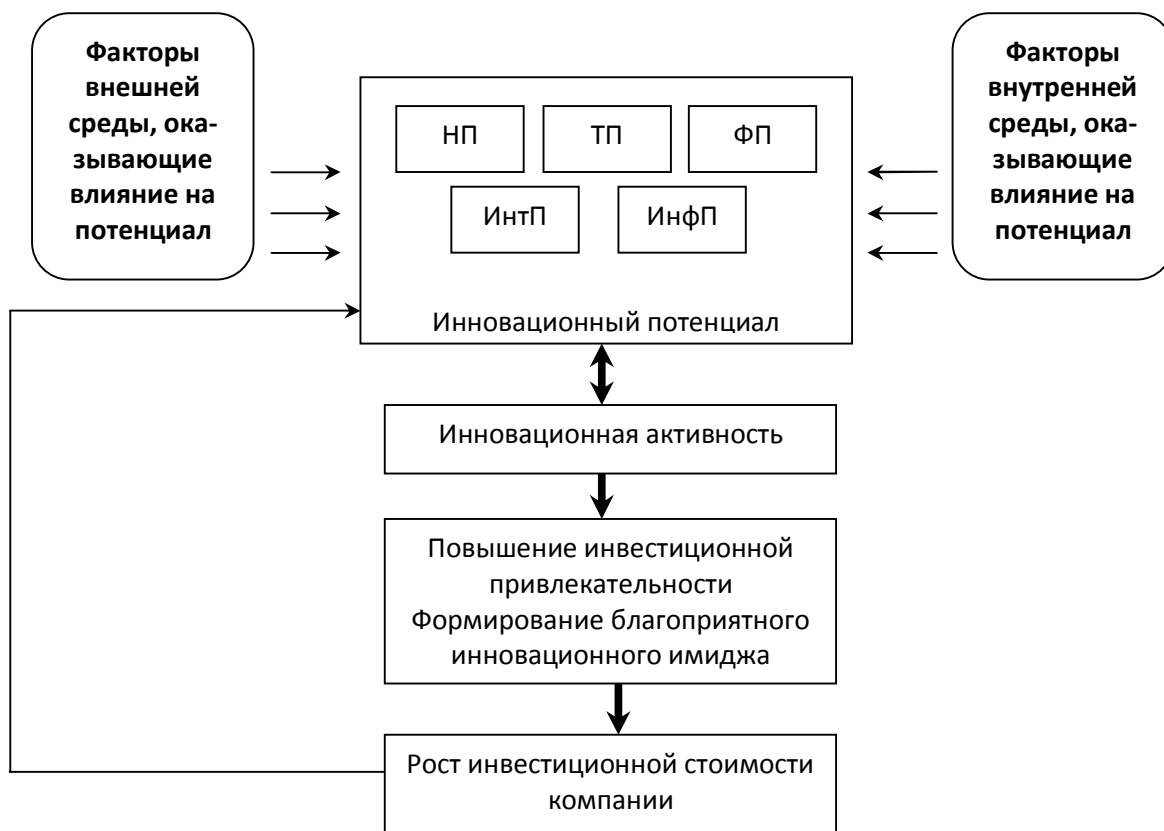 Факторы
внешней
среды, ока-
зывающие
влияние на
потенциал
Факторы
внутренней
среды, ока-
зывающие
влияние на
потенциал
НП
ТП
ФП
ИнтП
ИнфП
Инновационный потенциал
Инновационная активность
Повышение инвестиционной
привлекательности
Формирование благоприятного
инновационного имиджа
Рост инвестиционной стоимости
компании